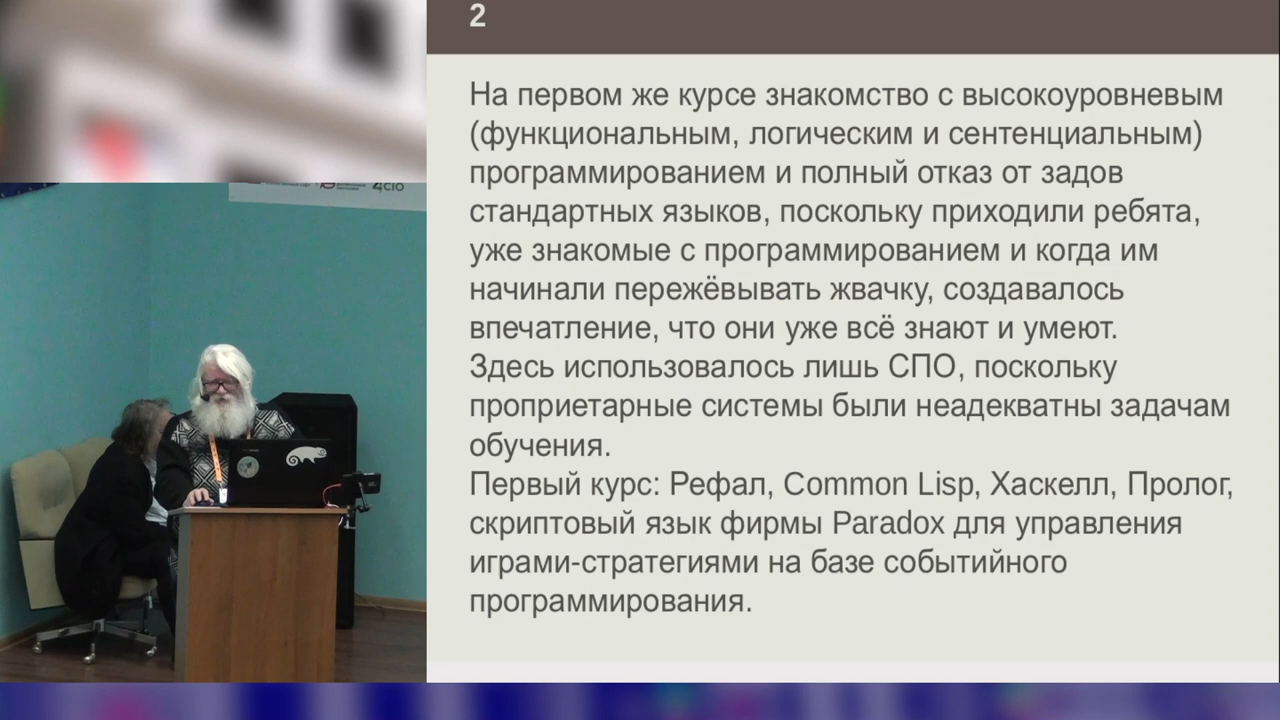 2
На первом же курсе знакомство с высокоуровневым
(функциональным, логическим и сентенциальным)
программированием и полный отказ от задов
стандартных языков, поскольку приходили ребята,
уже знакомые с программированием и когда им
начинали пережёвывать жвачку, создавалось
впечатление, что они уже всё знают и умеют.
Здесь использовалось лишь СПО, поскольку
проприетарные системы были неадекватны задачам
обучения.
Первый курс: Рефал, Common Lisp, Хаскелл, Пролог,
скриптовый язык фирмы Paradox для управления
играми-стратегиями на базе событийного
программирования.